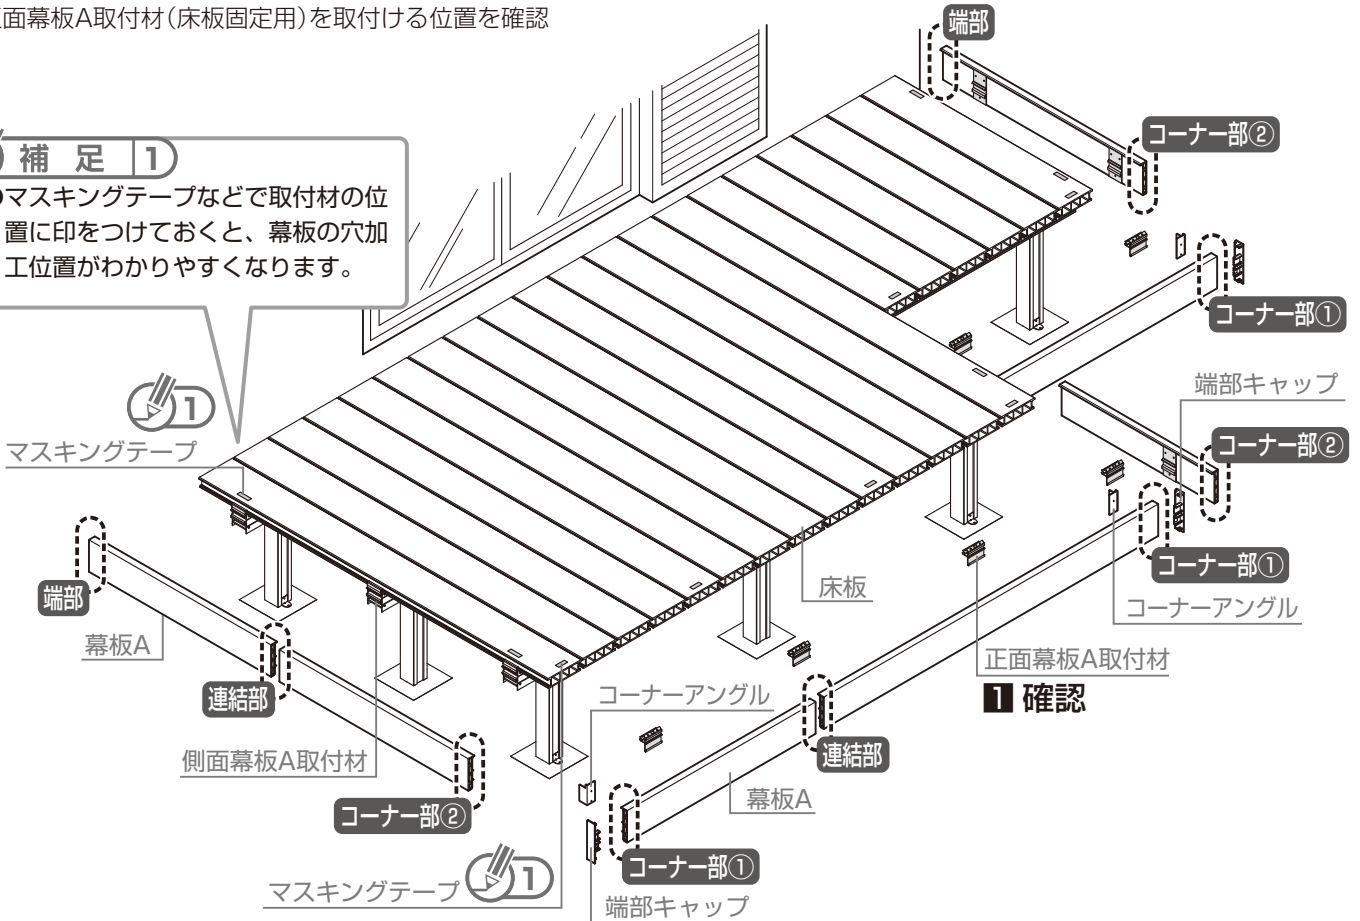 面幕板A取付材(床板固定用)を取付ける位置を確認
端部
コーナー部②
補足 1
●マスキングテープなどで取付材の位
置に印をつけておくと、幕板の穴加
工位置がわかりやすくなります。
コーナー部①
端部キャップ
1
マスキングテープ
コーナー部②
コーナー部①
コーナーアングル
床板
端部
幕板A
正面幕板A取付材
1 確認
連結部
コーナーアングル
側面幕板A取付材
連結部
幕板A
コーナー部②
コーナー部①
マスキングテープ 1
端部キャップ